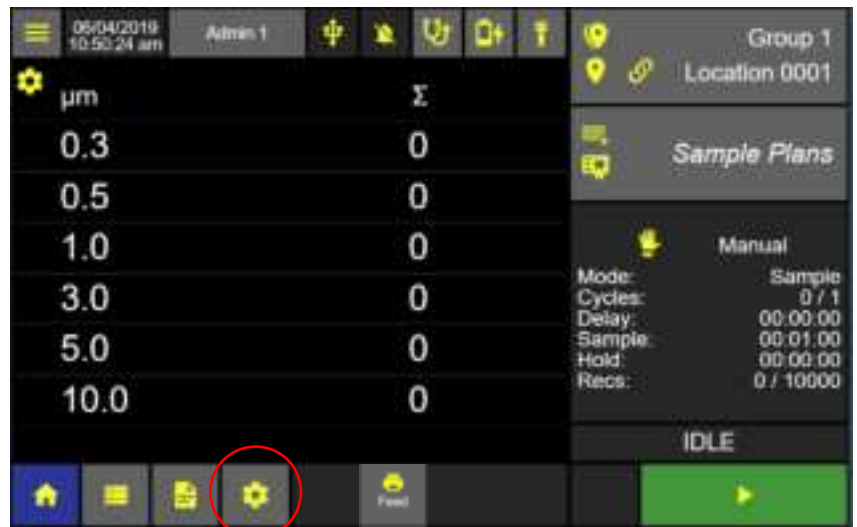 06/04/2019
10:50:24 am
Admin 1
Group 1
Location 0001
µm Σ
0.3 0
0.5 0
1.0 0
3.0 0
5.0 0
10.0 0
Sample Plans
Manual
Mode: Sample
Cycles: 0 / 1
Delay: 00:00:00
Sample: 00:01:00
Hold: 00:00:00
Recs: 0 / 10000
IDLE
Feed